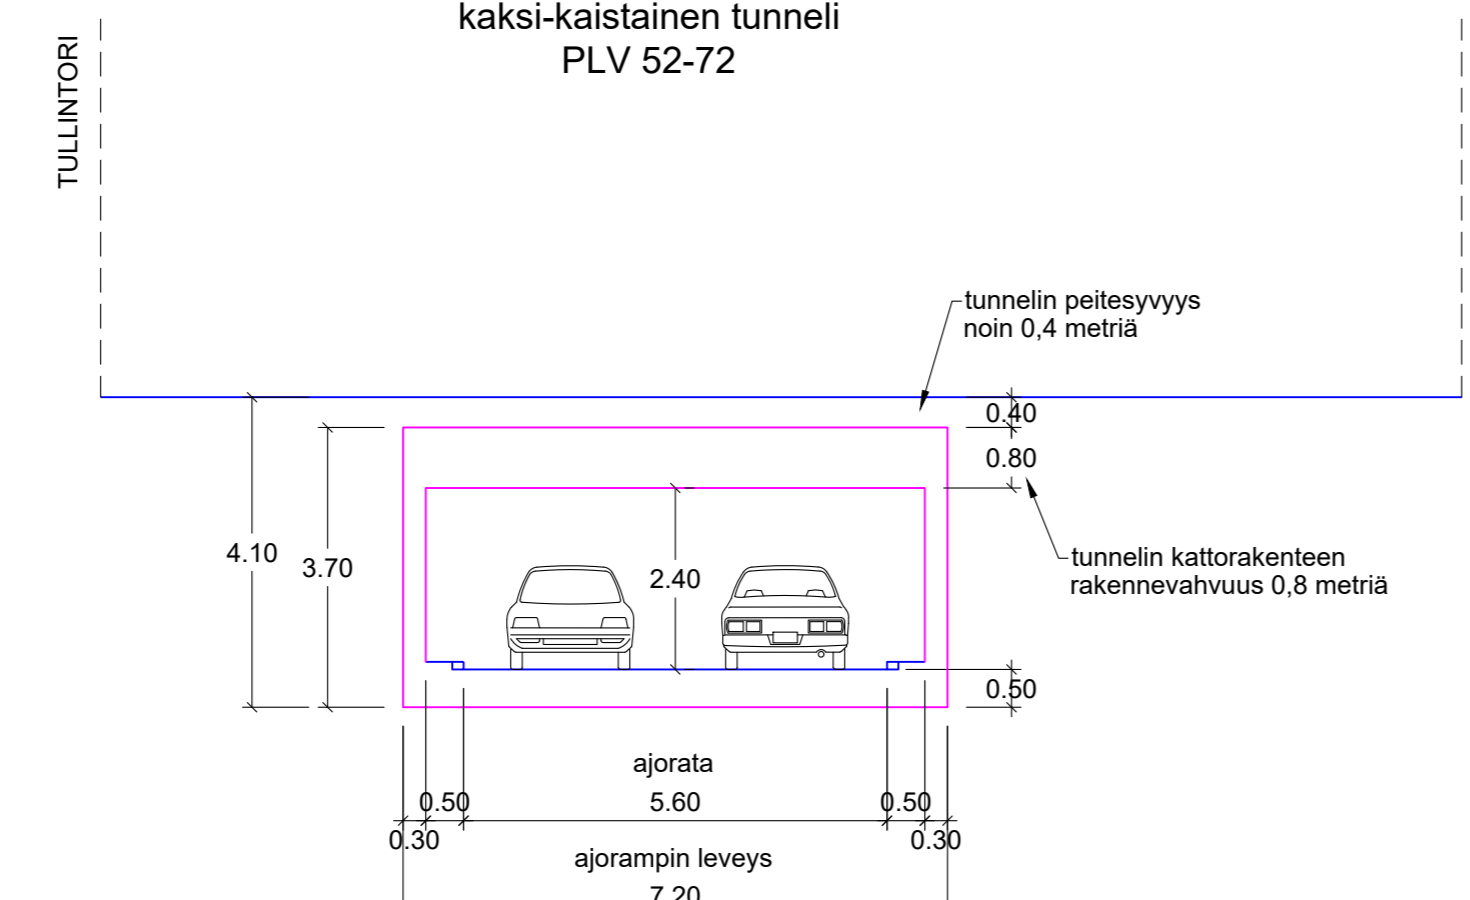 kaksi-kaistainen tunneli
PLV 52-72
TULLINTORI
tunnelin peitesyvyys
noin 0,4 metriä
0.40
0.80
4.10
3.70
2.40
tunnelin kattorakenteen
rakennevahvuus 0,8 metriä
0.50
ajorata
0.50
5.60
0.50
0.30
0.30
ajorampin leveys
7.20